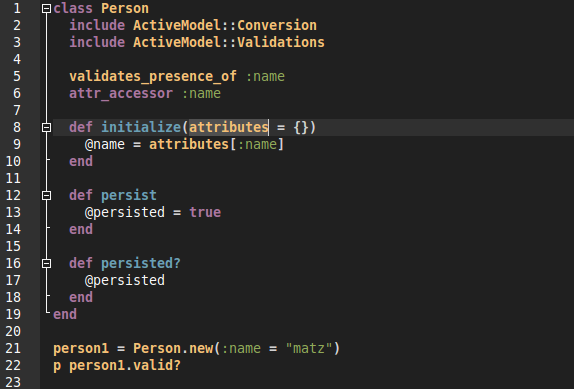 1 class Person
2   include ActiveModel::Conversion
3   include ActiveModel::Validations
4
5   validates_presence_of :name
6   attr_accessor :name
7
8   def initialize(attributes = {})
9     @name = attributes[:name]
10   end
11
12   def persist
13     @persisted = true
14   end
15
16   def persisted?
17     @persisted
18   end
19 end
20
21 person1 = Person.new(:name = "matz")
22 p person1.valid?
23